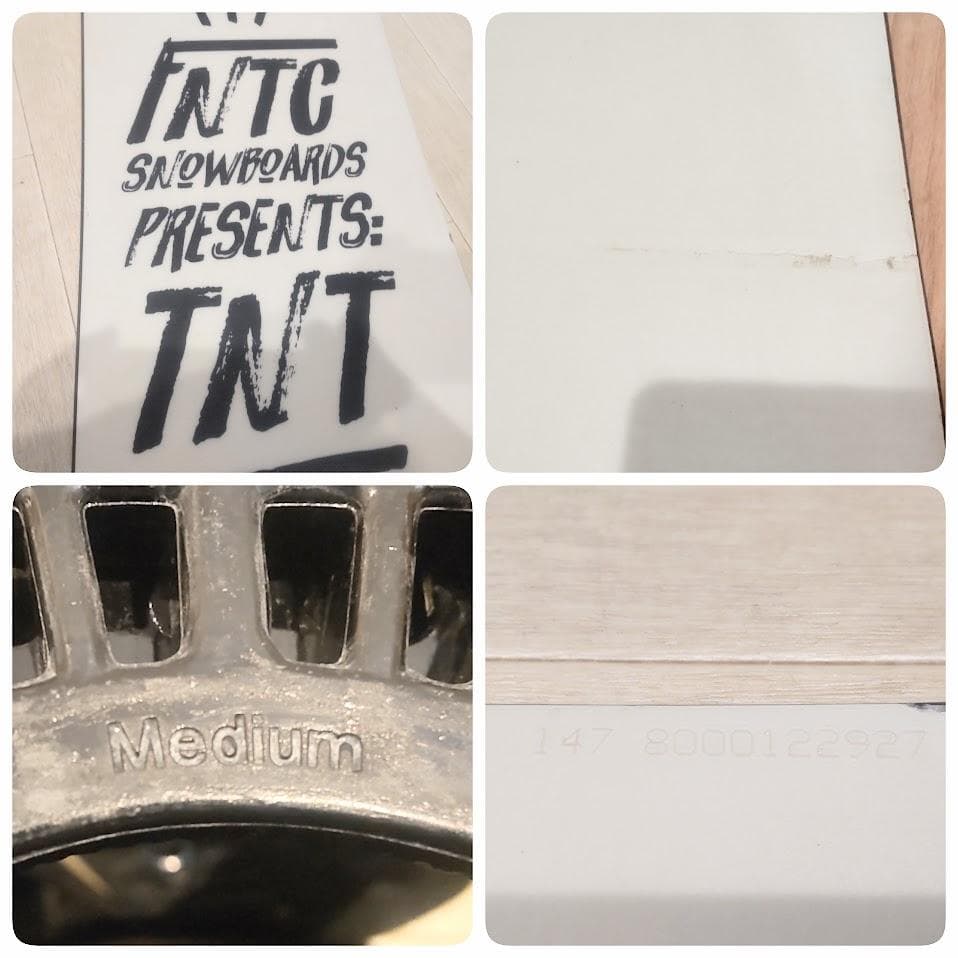 FNTC
SNOWBOARDS
PRESENTS:
TNT
Medium
147 8000122927